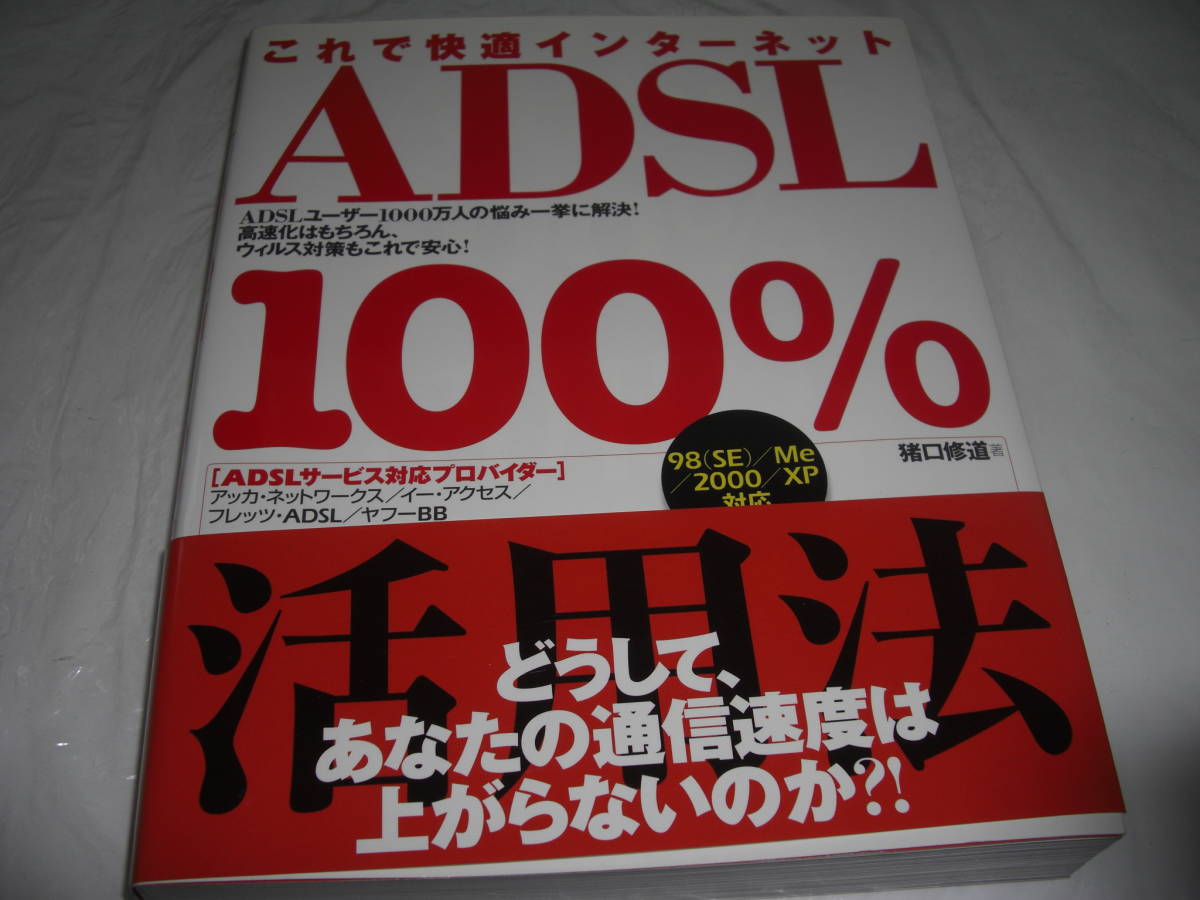 これで快適インターネット
ADSL
ADSLユーザー1000万人の悩み一挙に解決!
高速化はもちろん、
ウィルス対策もこれで安心!
100%
猪口修道著
98(SE)/Me
/2000/XP
対応
[ADSLサービス対応プロバイダー]
アッカ・ネットワークス/イー・アクセス/
フレッツ・ADSL/ヤフーBB
活用法
どうして、
あなたの通信速度は
上がらないのか?!